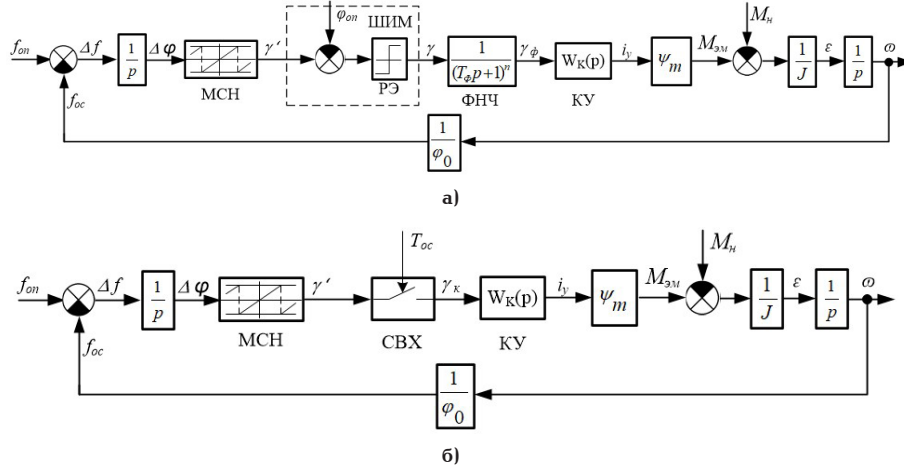 φоп
ШИМ
Mн
fоп
Δf
1/p
Δφ
γ′
γ
1/(Tфp+1)ⁿ
γф
Wк(p)
iу
ψm
Mэм
1/J
ε
1/p
ω
МСН
РЭ
ФНЧ
КУ
fос
1/φ0
а)
Tос
Mн
fоп
Δf
1/p
Δφ
γ′
γк
Wк(p)
iу
ψm
Mэм
1/J
ε
1/p
ω
МСН
СВХ
КУ
fос
1/φ0
б)